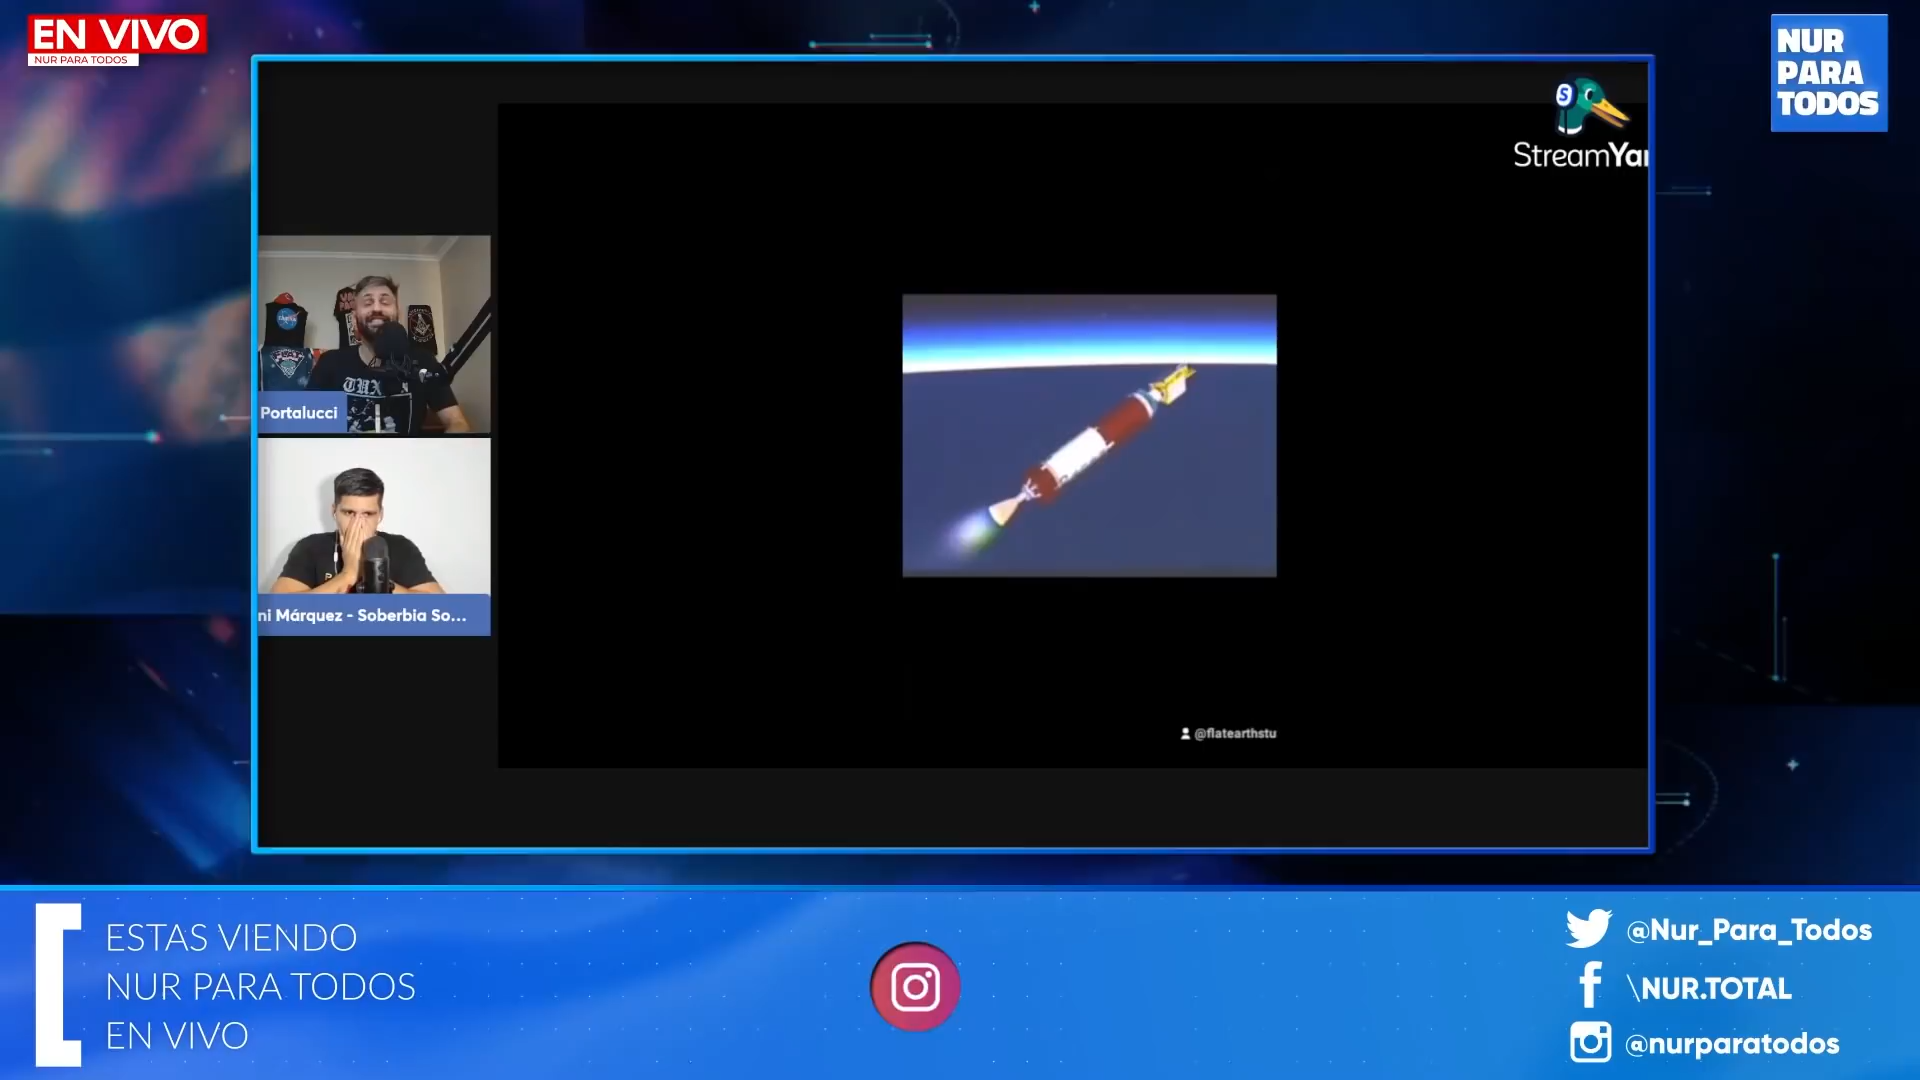 EN VIVO
NUR PARA TODOS
NUR
PARA
TODOS
StreamYar
Portalucci
ni Márquez - Soberbia So...
@flatearthstu
ESTAS VIENDO
NUR PARA TODOS
EN VIVO
@Nur_Para_Todos
\NUR.TOTAL
@nurparatodos